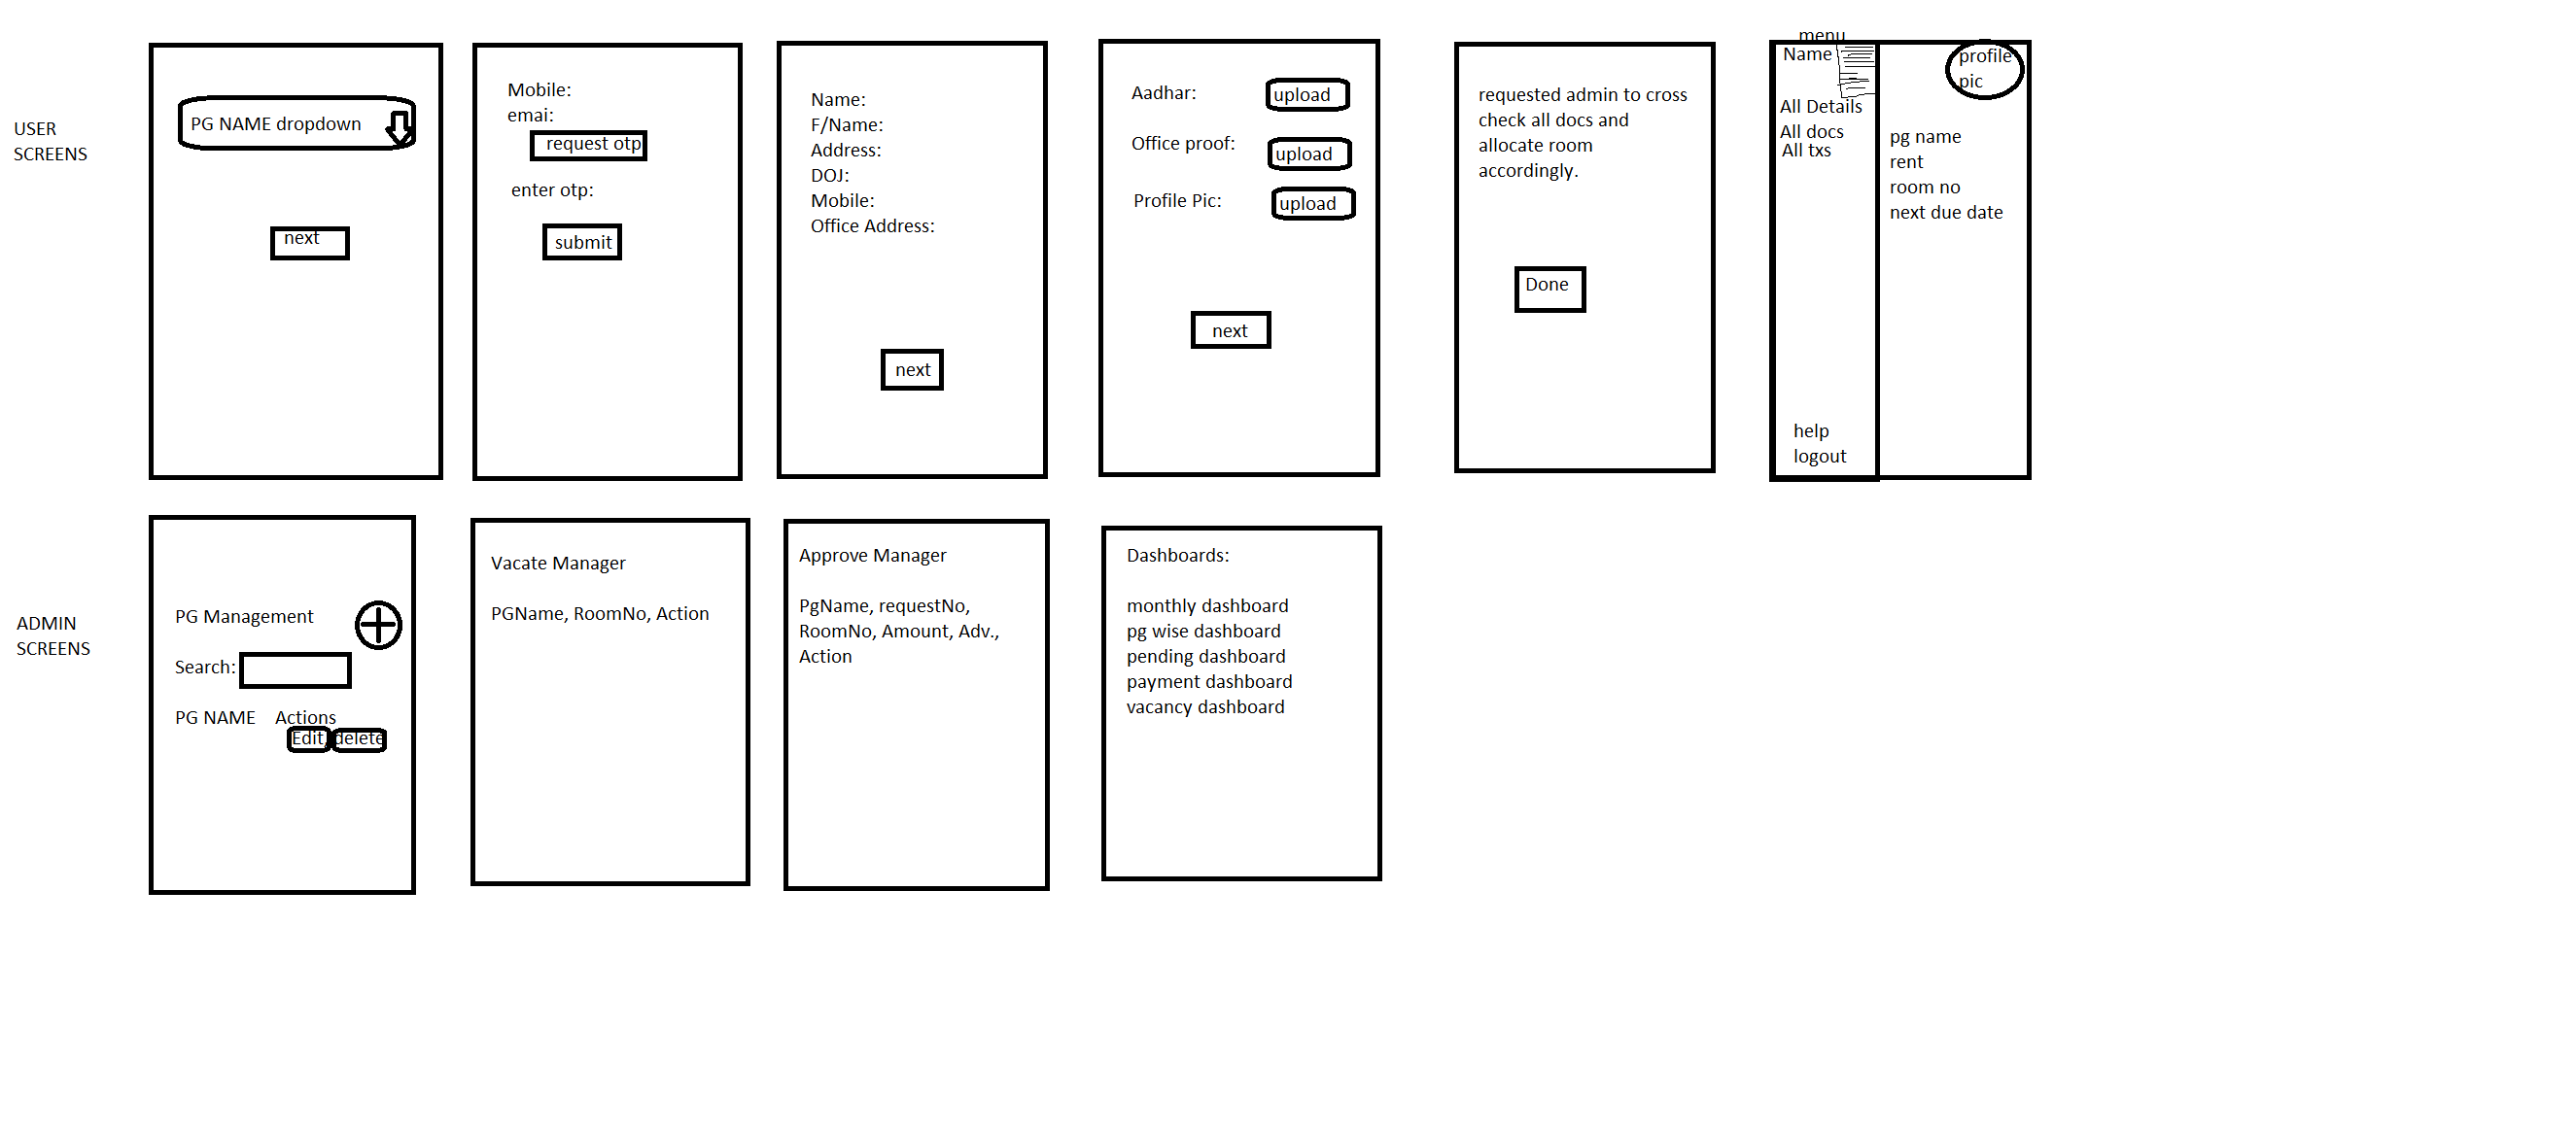 USER
SCREENS
PG NAME dropdown
next
Mobile:
emai:
request otp
enter otp:
submit
Name:
F/Name:
Address:
DOJ:
Mobile:
Office Address:
next
Aadhar:
upload
Office proof:
upload
Profile Pic:
upload
next
requested admin to cross
check all docs and
allocate room
accordingly.
Done
menu
Name
All Details
All docs
All txs
help
logout
profile
pic
pg name
rent
room no
next due date
ADMIN
SCREENS
PG Management
Search:
PG NAME Actions
Edit/delete
Vacate Manager
PGName, RoomNo, Action
Approve Manager
PgName, requestNo,
RoomNo, Amount, Adv.,
Action
Dashboards:
monthly dashboard
pg wise dashboard
pending dashboard
payment dashboard
vacancy dashboard